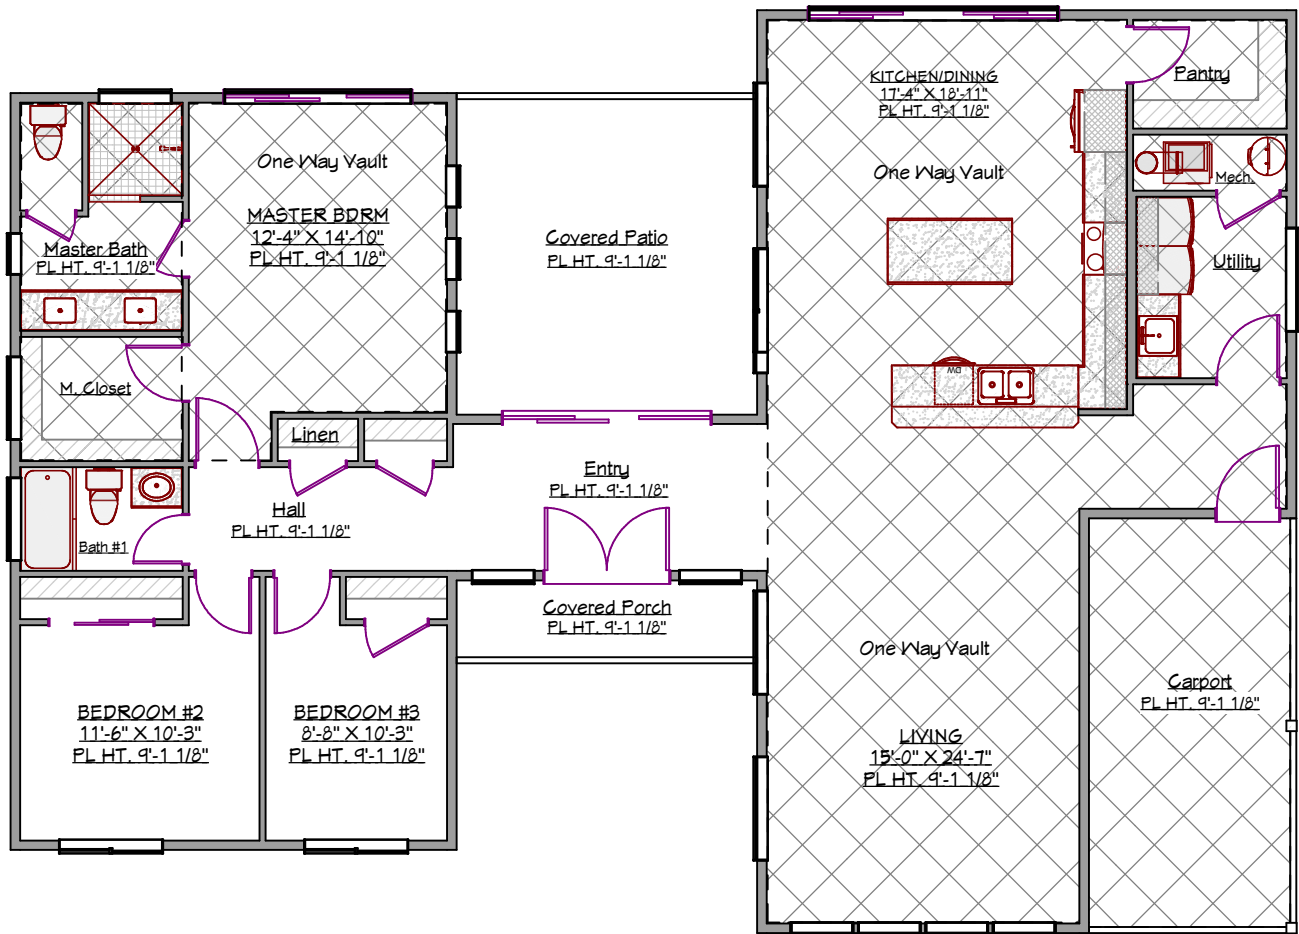 KITCHEN/DINING
17'-4" X 18'-11"
PL HT. 9'-1 1/8"
One Way Vault
Pantry
Mech.
Utility
DW
One Way Vault
MASTER BDRM
12'-4" X 14'-10"
PL HT. 9'-1 1/8"
Master Bath
PL HT. 9'-1 1/8"
Covered Patio
PL HT. 9'-1 1/8"
M. Closet
Linen
Entry
PL HT. 9'-1 1/8"
Hall
PL HT. 9'-1 1/8"
Bath #1
Covered Porch
PL HT. 9'-1 1/8"
One Way Vault
Carport
PL HT. 9'-1 1/8"
BEDROOM #2
11'-6" X 10'-3"
PL HT. 9'-1 1/8"
BEDROOM #3
8'-8" X 10'-3"
PL HT. 9'-1 1/8"
LIVING
15'-0" X 24'-7"
PL HT. 9'-1 1/8"